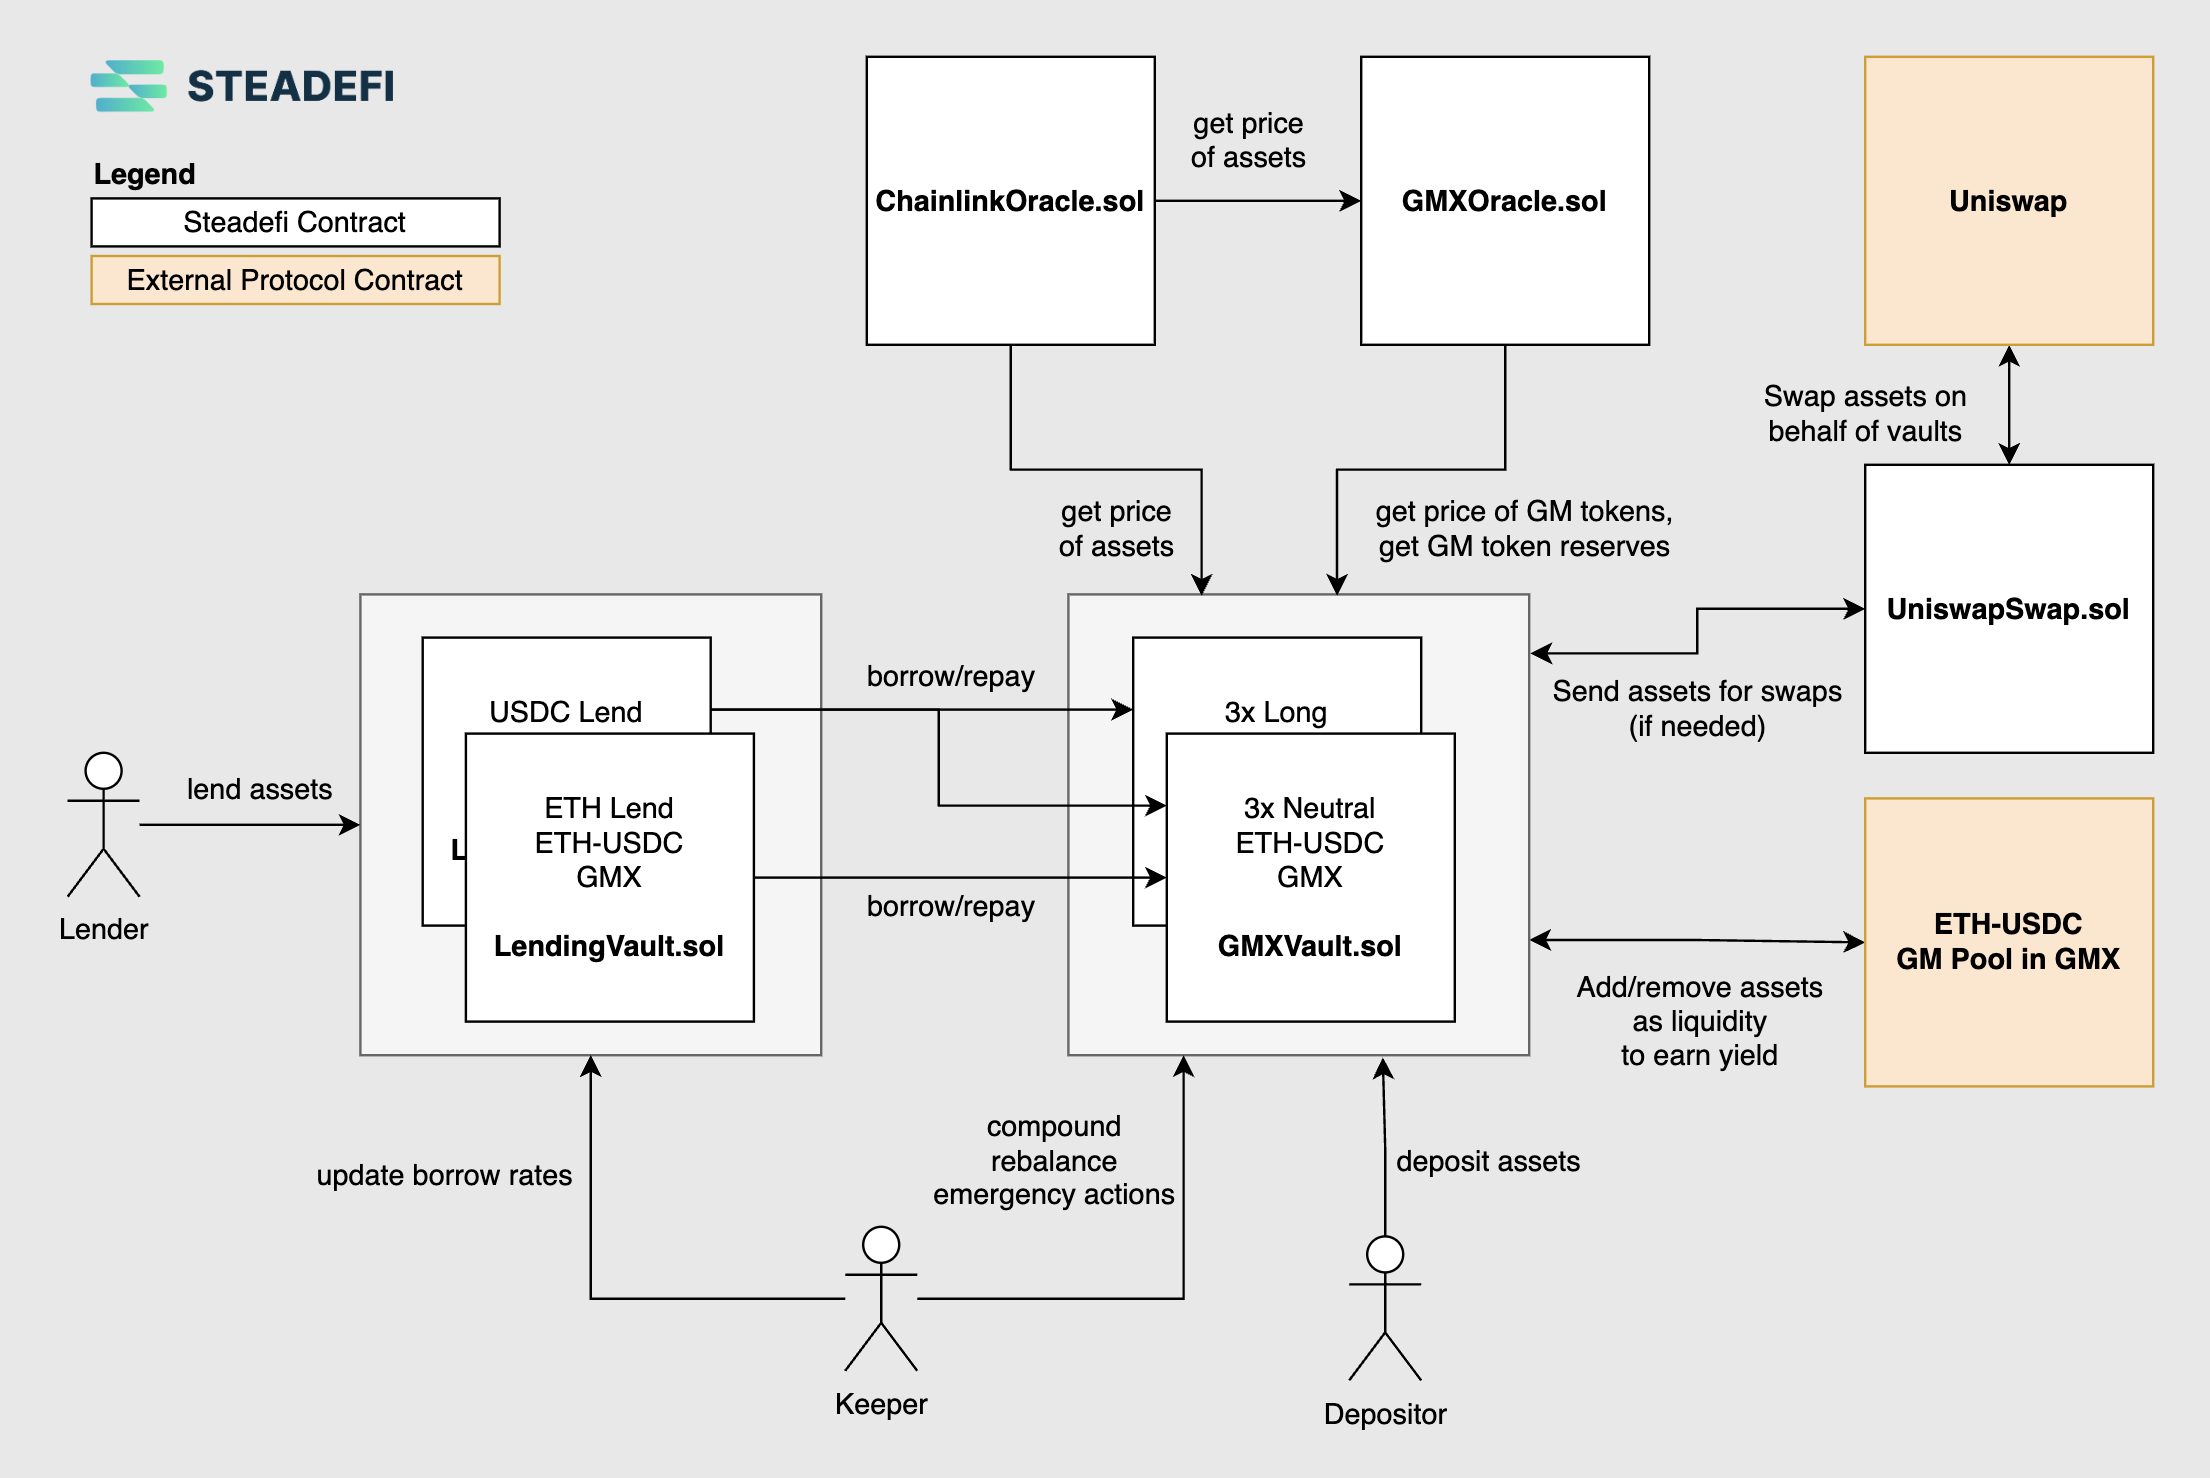 STEADEFI
Legend
Steadefi Contract
External Protocol Contract
ChainlinkOracle.sol
get price
of assets
GMXOracle.sol
Uniswap
Swap assets on
behalf of vaults
get price
of assets
get price of GM tokens,
get GM token reserves
UniswapSwap.sol
Send assets for swaps
(if needed)
Lender
lend assets
USDC Lend
L
ETH Lend
ETH-USDC
GMX
LendingVault.sol
borrow/repay
borrow/repay
3x Long
3x Neutral
ETH-USDC
GMX
GMXVault.sol
ETH-USDC
GM Pool in GMX
Add/remove assets
as liquidity
to earn yield
update borrow rates
compound
rebalance
emergency actions
deposit assets
Keeper
Depositor